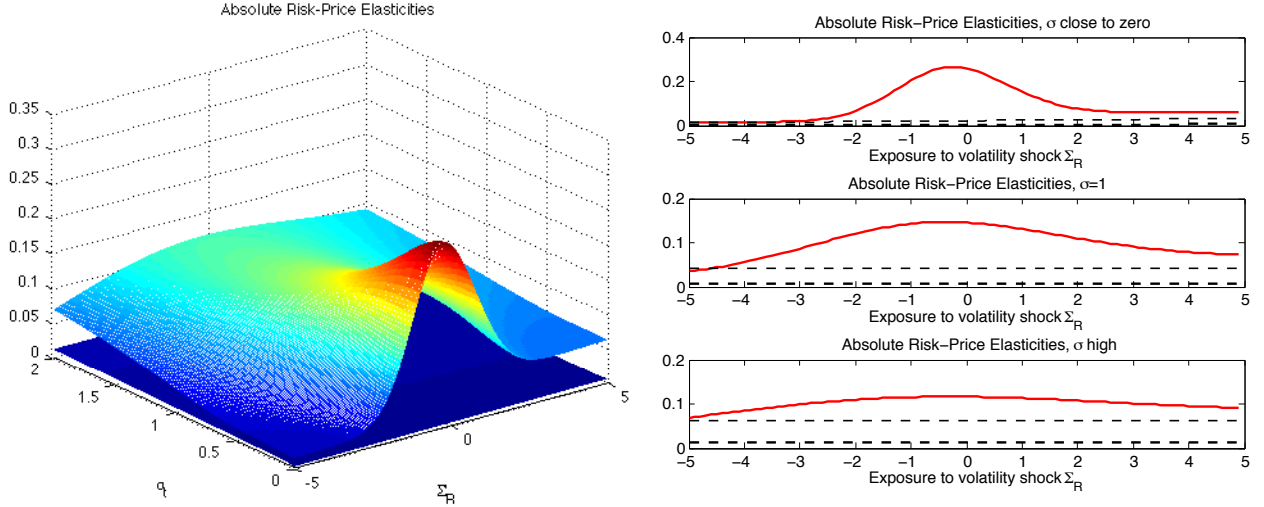 Absolute Risk-Price Elasticities
0.35
0.3
0.25
0.2
0.15
0.1
0.05
0
2
1.5
1
0.5
0
-5
0
5
Σ_R
Absolute Risk−Price Elasticities, σ close to zero
0.4
0.2
0
−5 −4 −3 −2 −1 0 1 2 3 4 5
Exposure to volatility shock Σ_R
Absolute Risk−Price Elasticities, σ=1
0.2
0.1
0
−5 −4 −3 −2 −1 0 1 2 3 4 5
Exposure to volatility shock Σ_R
Absolute Risk−Price Elasticities, σ high
0.2
0.1
0
−5 −4 −3 −2 −1 0 1 2 3 4 5
Exposure to volatility shock Σ_R